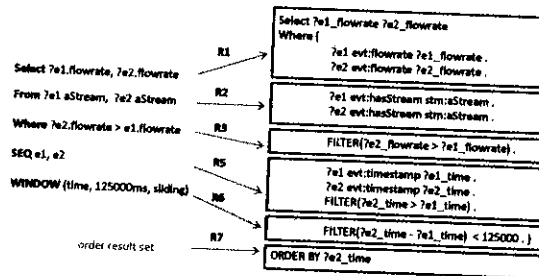 Select ?e1_flowrate ?e2_flowrate
Where {
?e1 evt:flowrate ?e1_flowrate .
?e2 evt:flowrate ?e2_flowrate .
R1
Select ?e1.flowrate, ?e2.flowrate
R2
From ?e1 aStream, ?e2 aStream
?e1 evt:hasStream stm:aStream .
?e2 evt:hasStream stm:aStream .
R3
Where ?e2.flowrate > e1.flowrate
FILTER(?e2_flowrate > ?e1_flowrate) .
R5
SEQ e1, e2
?e1 evt:timestamp ?e1_time .
?e2 evt:timestamp ?e2_time .
FILTER(?e2_time > ?e1_time) .
R6
WINDOW (time, 125000ms, sliding)
FILTER(?e2_time - ?e1_time) < 125000 . }
R7
order result set
ORDER BY ?e2_time